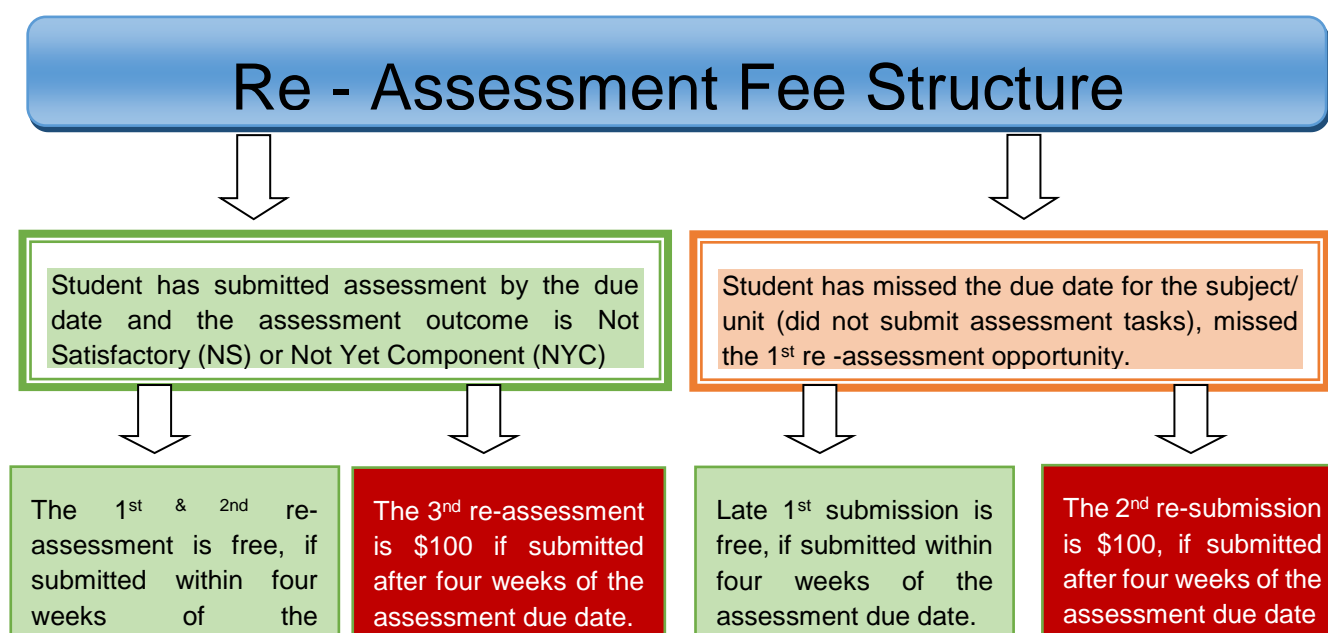 Re - Assessment Fee Structure
Student has submitted assessment by the due
date and the assessment outcome is Not
Satisfactory (NS) or Not Yet Component (NYC)
Student has missed the due date for the subject/
unit (did not submit assessment tasks), missed
the 1st re -assessment opportunity.
The 1st & 2nd re-
assessment is free, if
submitted within four
weeks of the
The 3nd re-assessment
is $100 if submitted
after four weeks of the
assessment due date.
Late 1st submission is
free, if submitted within
four weeks of the
assessment due date.
The 2nd re-submission
is $100, if submitted
after four weeks of the
assessment due date